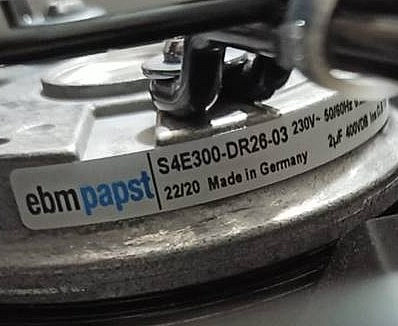 ebmpapst
S4E300-DR26-03 230V~ 50/60Hz
22/20 Made in Germany 2µF 400VDB